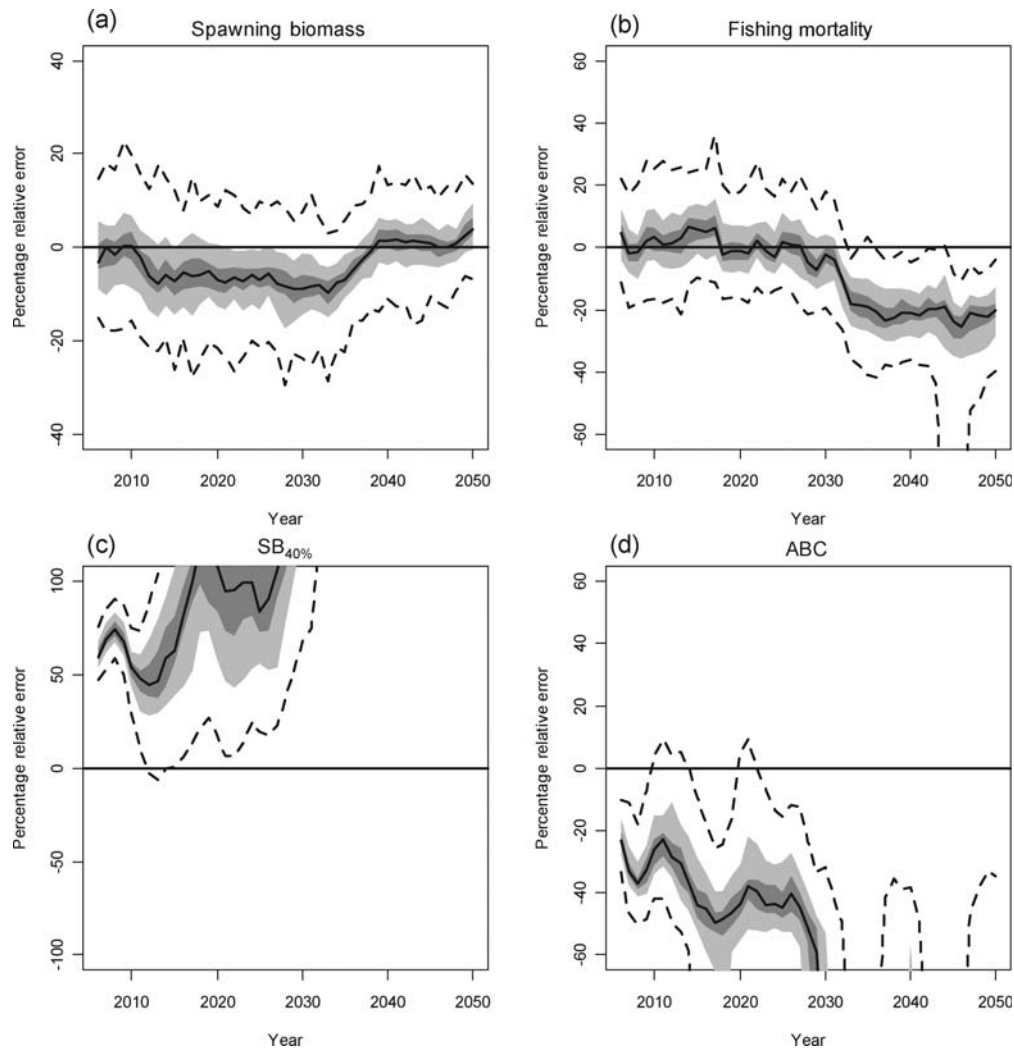 (a)
Spawning biomass
Percentage relative error
40
20
0
-20
-40
2010 2020 2030 2040 2050
Year
(b)
Fishing mortality
Percentage relative error
60
40
20
0
-20
-40
-60
2010 2020 2030 2040 2050
Year
(c)
SB40%
Percentage relative error
100
50
0
-50
-100
2010 2020 2030 2040 2050
Year
(d)
ABC
Percentage relative error
60
40
20
0
-20
-40
-60
2010 2020 2030 2040 2050
Year